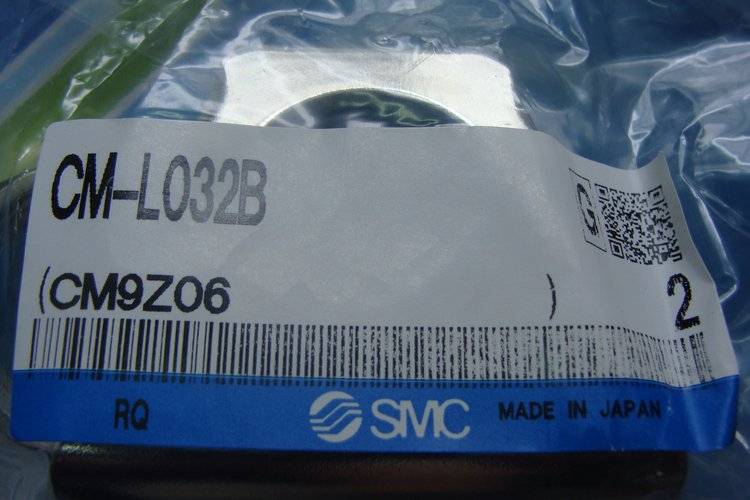 CM-L032B
G
(CM9Z06 )
2
RQ SMC MADE IN JAPAN